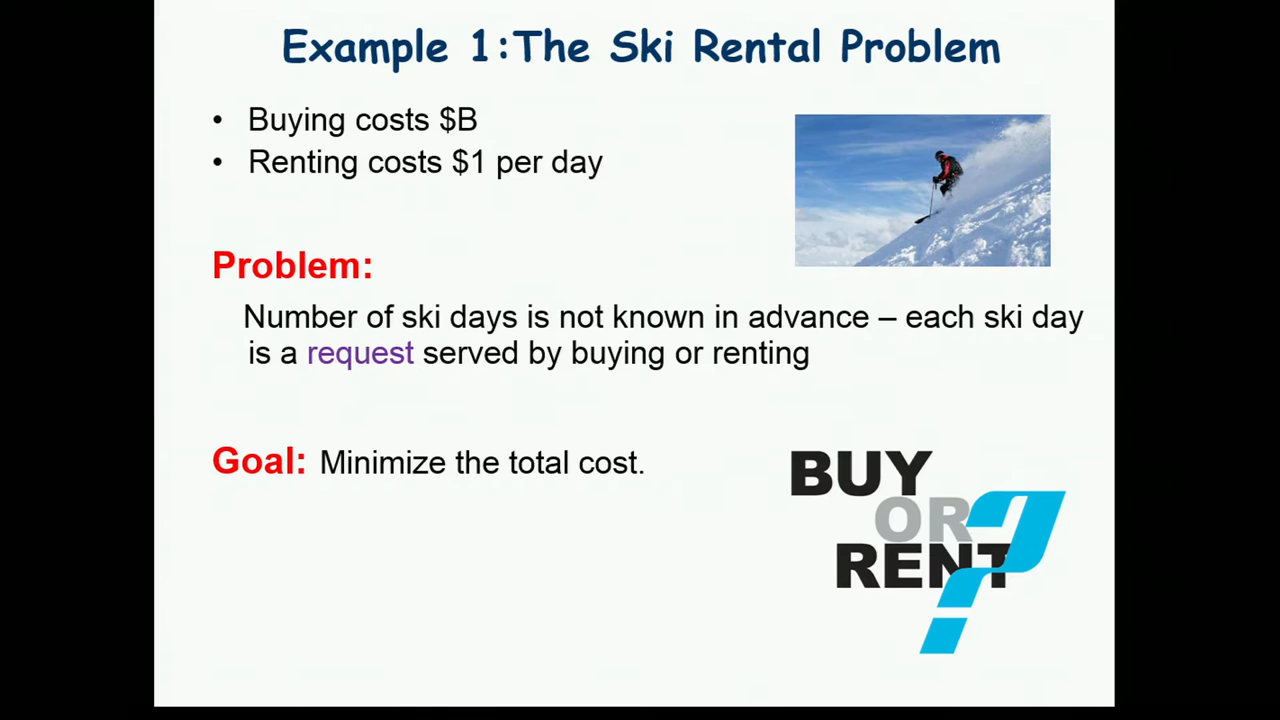 Example 1:The Ski Rental Problem
• Buying costs $B
• Renting costs $1 per day
Problem:
Number of ski days is not known in advance – each ski day
is a request served by buying or renting
Goal: Minimize the total cost.
BUY
OR
RENT
?